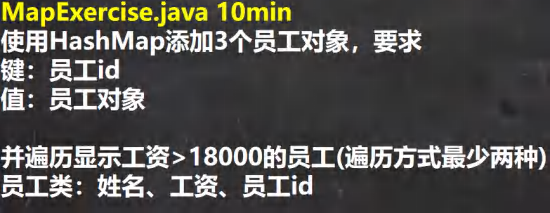 MapExercise.java 10min
使用HashMap添加3个员工对象，要求
键：员工id
值：员工对象
并遍历显示工资>18000的员工(遍历方式最少两种)
员工类：姓名、工资、员工id